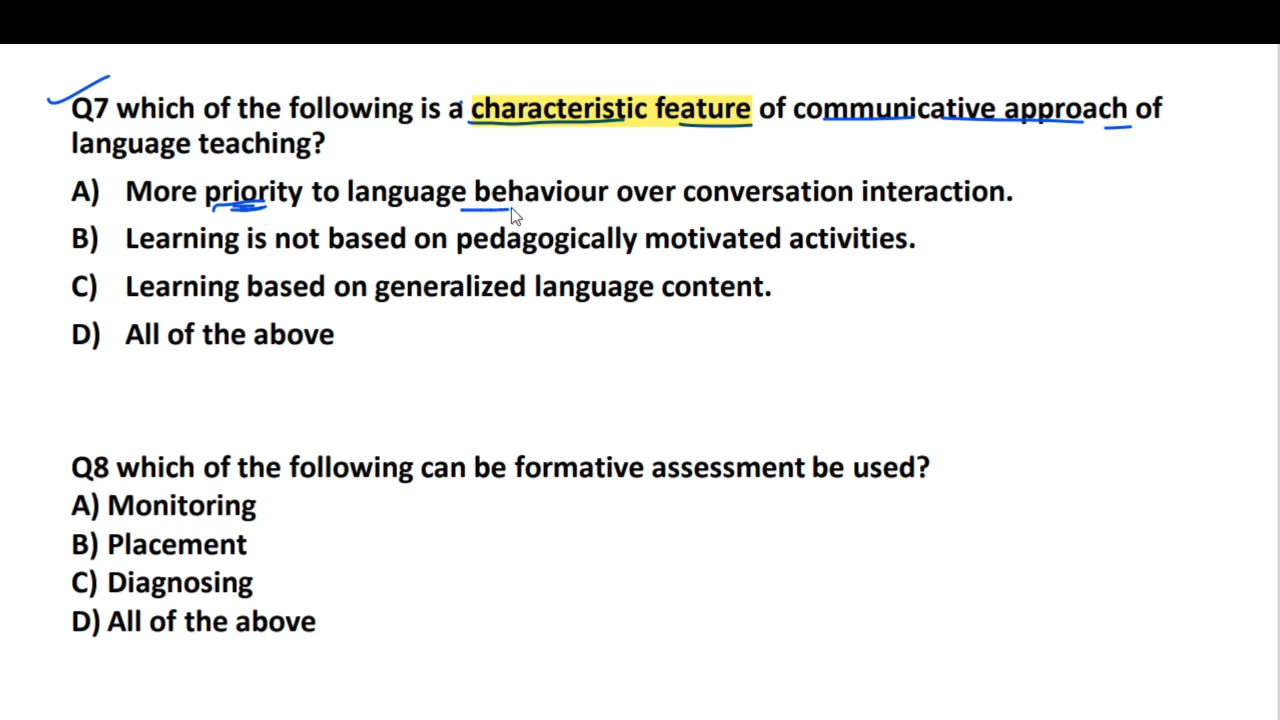 Q7 which of the following is a characteristic feature of communicative approach of
language teaching?
A) More priority to language behaviour over conversation interaction.
B) Learning is not based on pedagogically motivated activities.
C) Learning based on generalized language content.
D) All of the above
Q8 which of the following can be formative assessment be used?
A) Monitoring
B) Placement
C) Diagnosing
D) All of the above